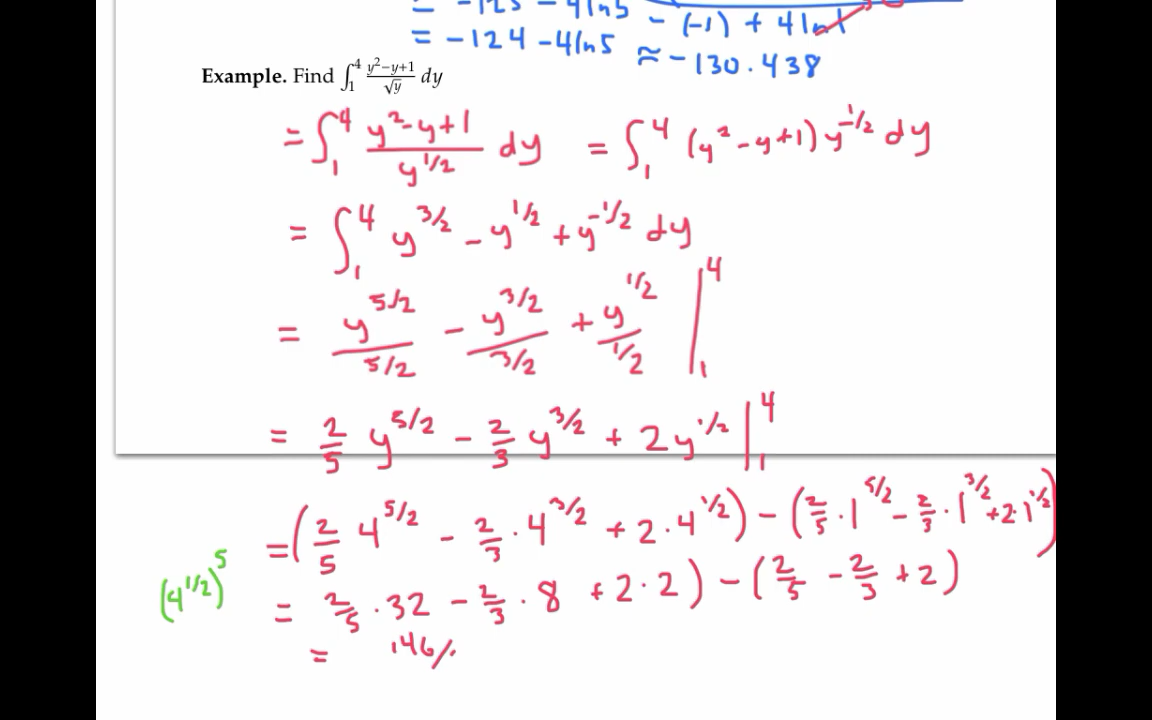 = -125 - 4ln5 - (-1) + 4ln1 0
= -124 - 4ln5 ≈ -130.438
Example. Find ∫₁⁴ (y²−y+1)/√y dy
= ∫₁⁴ (y²-y+1)/y^(1/2) dy = ∫₁⁴ (y²-y+1) y^(-1/2) dy
= ∫₁⁴ y^(3/2) - y^(1/2) + y^(-1/2) dy
= y^(5/2)/(5/2) - y^(3/2)/(3/2) + y^(1/2)/(1/2) |₁⁴
= 2/5 y^(5/2) - 2/3 y^(3/2) + 2y^(1/2) |₁⁴
= (2/5 4^(5/2) - 2/3 · 4^(3/2) + 2·4^(1/2)) - (2/5 · 1^(5/2) - 2/3 · 1^(3/2) + 2·1^(1/2))
(4^(1/2))^5
= 2/5 · 32 - 2/3 · 8 + 2·2) - (2/5 - 2/3 + 2)
= 146/